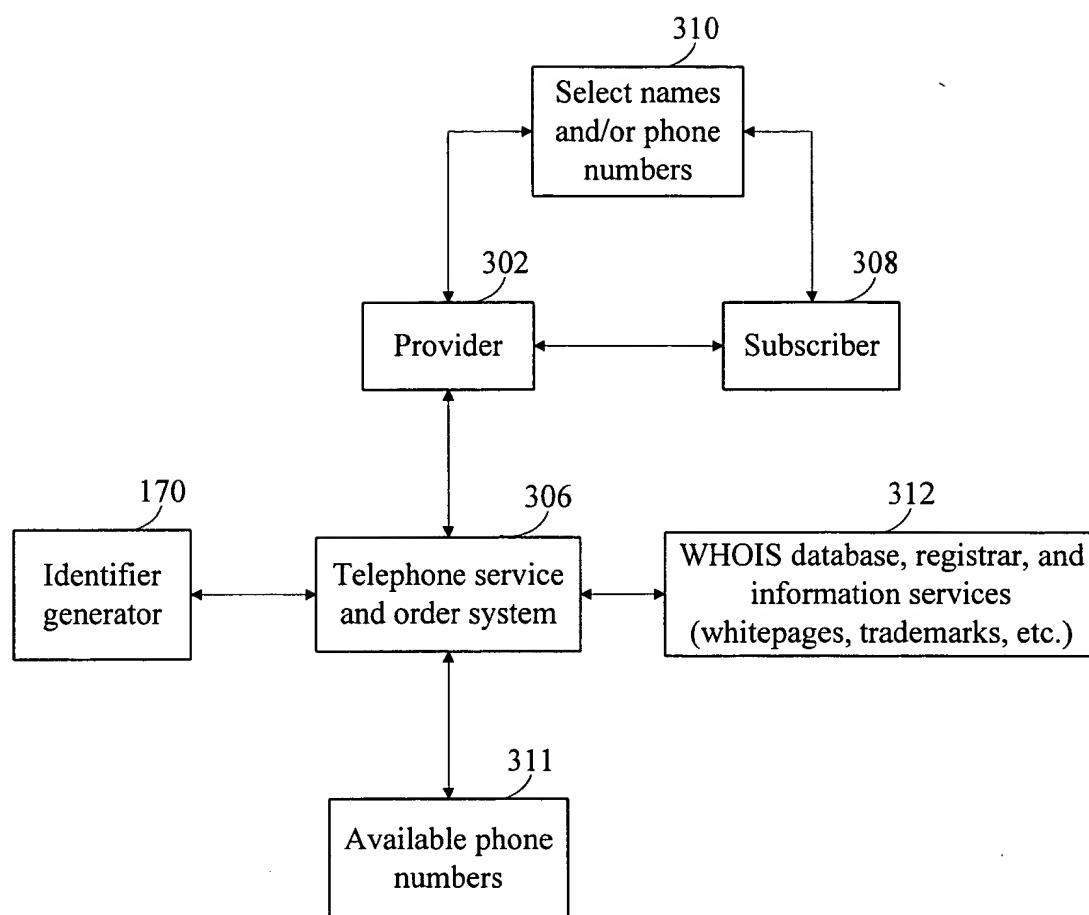 310
Select names
and/or phone
numbers
302
308
Provider
Subscriber
170
306
312
Identifier
generator
Telephone service
and order system
WHOIS database, registrar, and
information services
(whitepages, trademarks, etc.)
311
Available phone
numbers